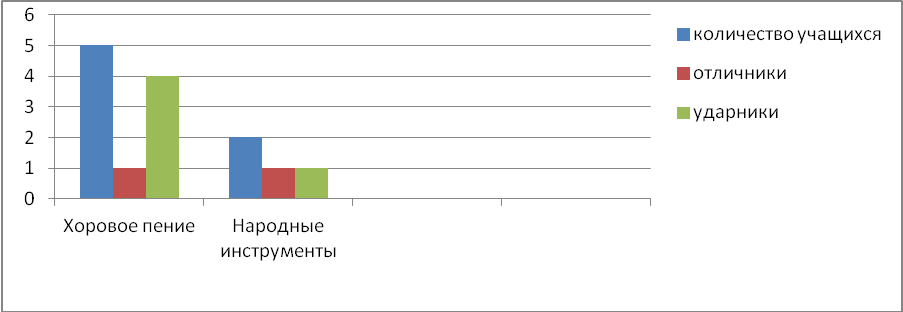 6
5
4
3
2
1
0
Хоровое пение
Народные
инструменты
количество учащихся
отличники
ударники